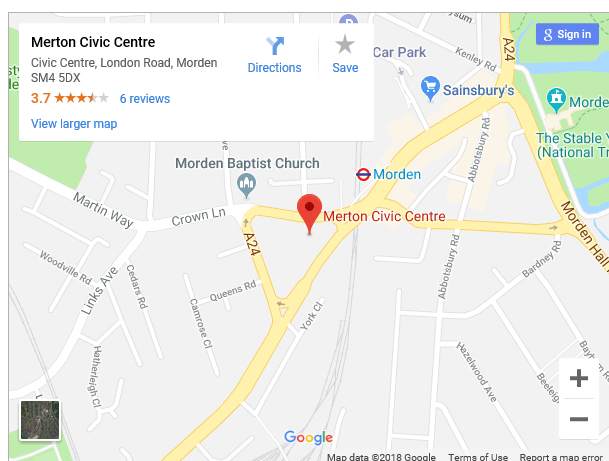 Merton Civic Centre
Civic Centre, London Road, Morden
SM4 5DX
3.7
6 reviews
View larger map
Directions
Save
Car Park
Kenley Rd
A24
Sign in
Sainsbury's
Morde
The Stable Y
(National Tr
Abbotsbury Rd
Morden Baptist Church
Morden
Martin Way
Crown Ln
Merton Civic Centre
Morden Hall
A24
Woodville Rd
Links Ave
Cedars Rd
Queens Rd
Camrose Cl
York Cl
Abbotsbury Rd
Bardney Rd
Hatherleigh Cl
Hazelwood Ave
Beeleig
Google
Map data ©2018 Google
Terms of Use
Report a map error